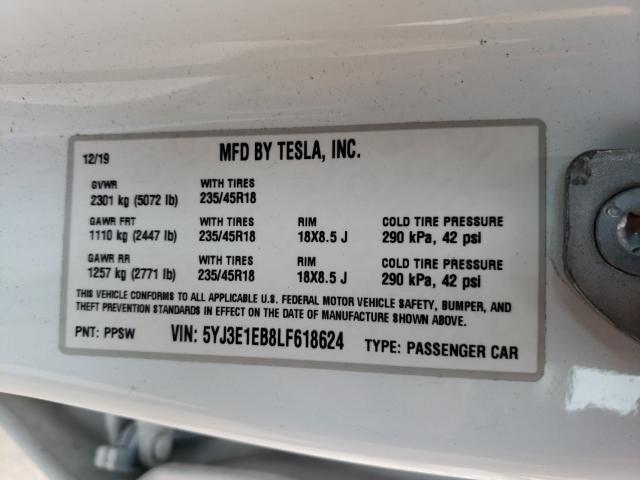 12/19 MFD BY TESLA, INC.
GVWR WITH TIRES
2301 kg (5072 lb) 235/45R18
GAWR FRT WITH TIRES RIM COLD TIRE PRESSURE
1110 kg (2447 lb) 235/45R18 18X8.5 J 290 kPa, 42 psi
GAWR RR WITH TIRES RIM COLD TIRE PRESSURE
1257 kg (2771 lb) 235/45R18 18X8.5 J 290 kPa, 42 psi
THIS VEHICLE CONFORMS TO ALL APPLICABLE U.S. FEDERAL MOTOR VEHICLE SAFETY, BUMPER, AND
THEFT PREVENTION STANDARDS IN EFFECT ON THE DATE OF MANUFACTURE SHOWN ABOVE.
PNT: PPSW VIN: 5YJ3E1EB8LF618624 TYPE: PASSENGER CAR